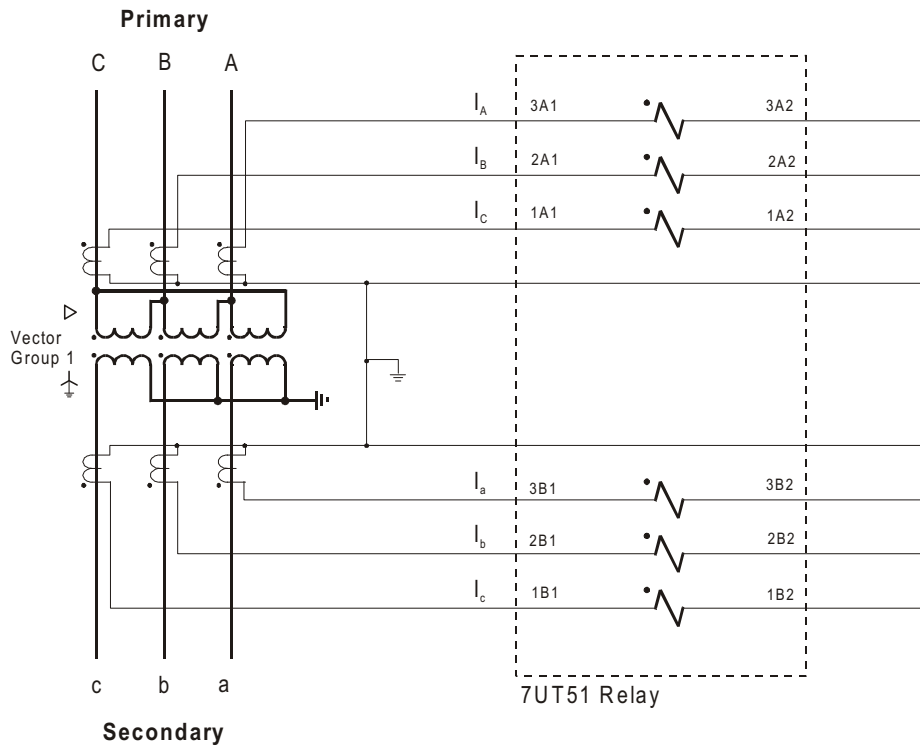 Primary
C B A
I_A 3A1 3A2
I_B 2A1 2A2
I_C 1A1 1A2
Vector
Group 1
I_a 3B1 3B2
I_b 2B1 2B2
I_c 1B1 1B2
c b a
7UT51 Relay
Secondary